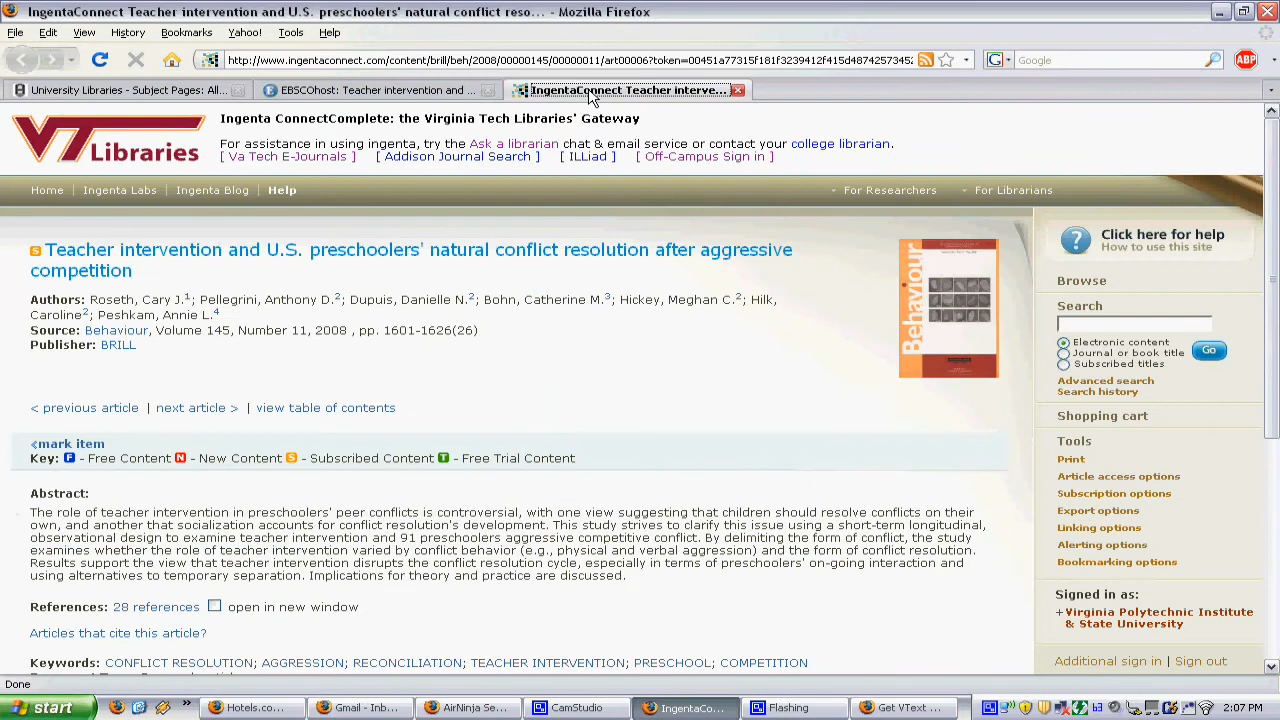 IngentaConnect Teacher intervention and U.S. preschoolers' natural conflict reso... - Mozilla Firefox
File Edit View History Bookmarks Yahoo! Tools Help
http://www.ingentaconnect.com/content/brill/beh/2008/00000145/00000011/art00006?token=00451a77315f181f3239412f415d4874257345:
Google
ABP
University Libraries - Subject Pages: All...
EBSCOhost: Teacher intervention and ...
IngentaConnect Teacher interve...
VT Libraries
Ingenta ConnectComplete: the Virginia Tech Libraries' Gateway
For assistance in using ingenta, try the Ask a librarian chat & email service or contact your college librarian.
[ Va Tech E-Journals ] [ Addison Journal Search ] [ ILLiad ] [ Off-Campus Sign in ]
Home | Ingenta Labs | Ingenta Blog | Help
For Researchers
For Librarians
S Teacher intervention and U.S. preschoolers' natural conflict resolution after aggressive
competition
Authors: Roseth, Cary J.1; Pellegrini, Anthony D.2; Dupuis, Danielle N.2; Bohn, Catherine M.3; Hickey, Meghan C.2; Hilk,
Caroline2; Peshkam, Annie L.4
Source: Behaviour, Volume 145, Number 11, 2008 , pp. 1601-1626(26)
Publisher: BRILL
Behaviour
< previous article | next article > | view table of contents
mark item
Key: F - Free Content N - New Content S - Subscribed Content T - Free Trial Content
Abstract:
The role of teacher intervention in preschoolers' peer conflicts is controversial, with one view suggesting that children should resolve conflicts on their
own, and another that socialization accounts for conflict resolution's development. This study strives to clarify this issue using a short-term longitudinal,
observational design to examine teacher intervention in U.S. preschoolers aggressive competitive conflict. By delimiting the form of conflict, the study
examines whether the role of teacher intervention varied by conflict behavior (e.g., physical and verbal aggression) and the form of conflict resolution.
Results support the view that teacher intervention disrupts the conflict resolution cycle, especially in terms of preschoolers' on-going interaction and
using alternatives to temporary separation. Implications for theory and practice are discussed.
References: 28 references open in new window
Articles that cite this article?
Keywords: CONFLICT RESOLUTION; AGGRESSION; RECONCILIATION; TEACHER INTERVENTION; PRESCHOOL; COMPETITION
? Click here for help
How to use this site
Browse
Search
Electronic content
Journal or book title
Subscribed titles
Go
Advanced search
Search history
Shopping cart
Tools
Print
Article access options
Subscription options
Export options
Linking options
Alerting options
Bookmarking options
Signed in as:
+Virginia Polytechnic Institute
& State University
Additional sign in | Sign out
Done
start
Hotels.c...
Gmail - Inb...
AirNinja Se...
CamStudio
IngentaCo...
Flashing
Get VText ...
2:07 PM